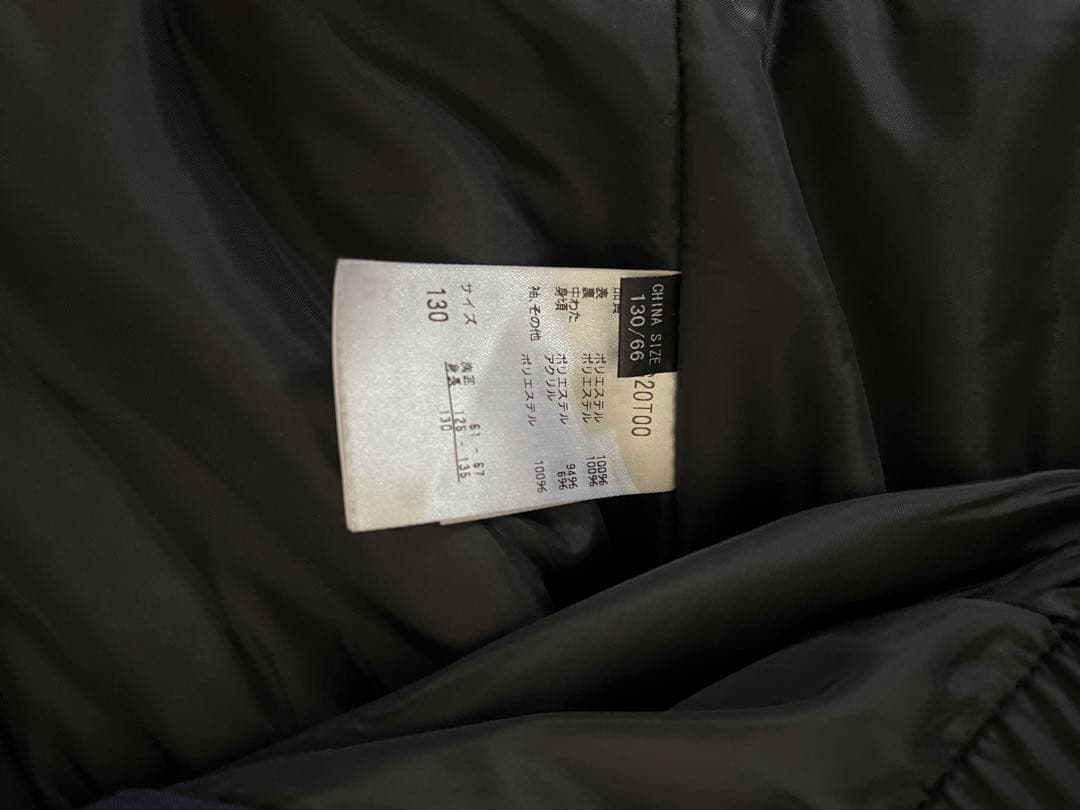 CHINA SIZE
130/66
20T00
表 ポリエステル 100%
裏 ポリエステル 100%
中わた
身頃 ポリエステル 94%
アクリル 6%
袖、その他 ポリエステル 100%
サイズ
130
胸囲 61 - 67
身長 125 - 135
130